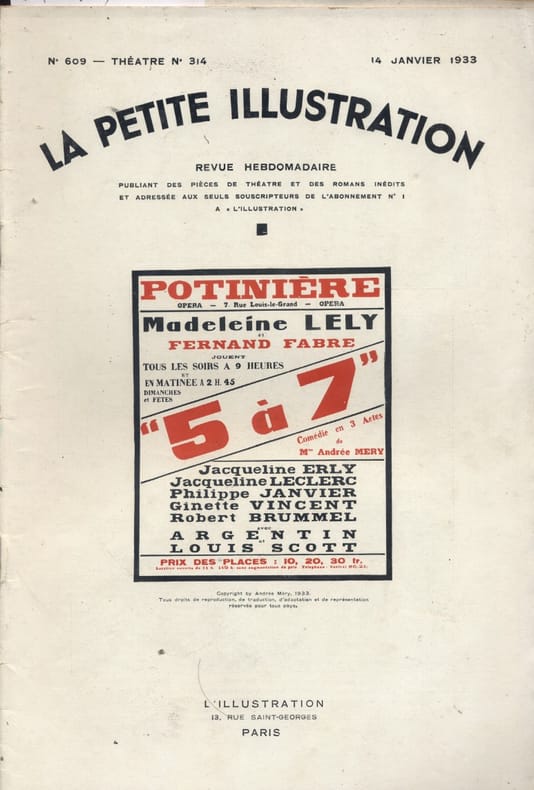 N° 609 — THÉATRE N° 314
14 JANVIER 1933
LA PETITE ILLUSTRATION
REVUE HEBDOMADAIRE
PUBLIANT DES PIÈCES DE THÉATRE ET DES ROMANS INÉDITS
ET ADRESSÉE AUX SEULS SOUSCRIPTEURS DE L'ABONNEMENT N° 1
A « L'ILLUSTRATION »
POTINIÈRE
OPERA — 7 Rue Louis-le-Grand — OPERA
Madeleine LELY
et
FERNAND FABRE
JOUENT
TOUS LES SOIRS A 9 HEURES
ET
EN MATINÉE A 2 H. 45
DIMANCHES
et FETES
"5 à 7"
Comédie en 3 Actes
de
Mme Andrée MERY
Jacqueline ERLY
Jacqueline LECLERC
Philippe JANVIER
Ginette VINCENT
Robert BRUMMEL
AVEC
ARGENTIN
et
LOUIS SCOTT
PRIX DES PLACES : 10, 20, 30 fr.
Copyright by Andrée Méry, 1933.
Tous droits de reproduction, de traduction, d'adaptation et de représentation
réservés pour tous pays.
L'ILLUSTRATION
13, RUE SAINT-GEORGES
PARIS